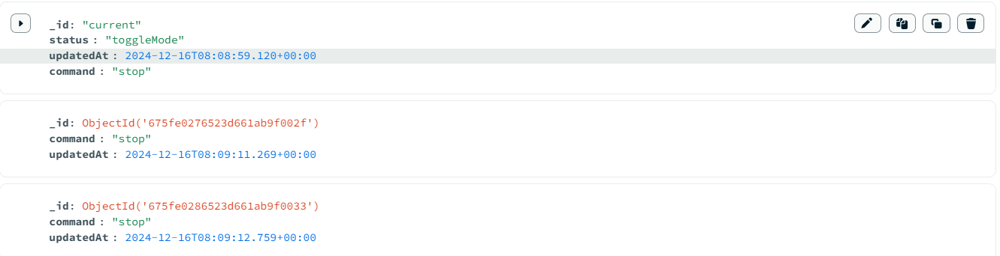 _id: "current"
status : "toggleMode"
updatedAt : 2024-12-16T08:08:59.120+00:00
command : "stop"
_id: ObjectId('675fe0276523d661ab9f002f')
command : "stop"
updatedAt : 2024-12-16T08:09:11.269+00:00
_id: ObjectId('675fe0286523d661ab9f0033')
command : "stop"
updatedAt : 2024-12-16T08:09:12.759+00:00